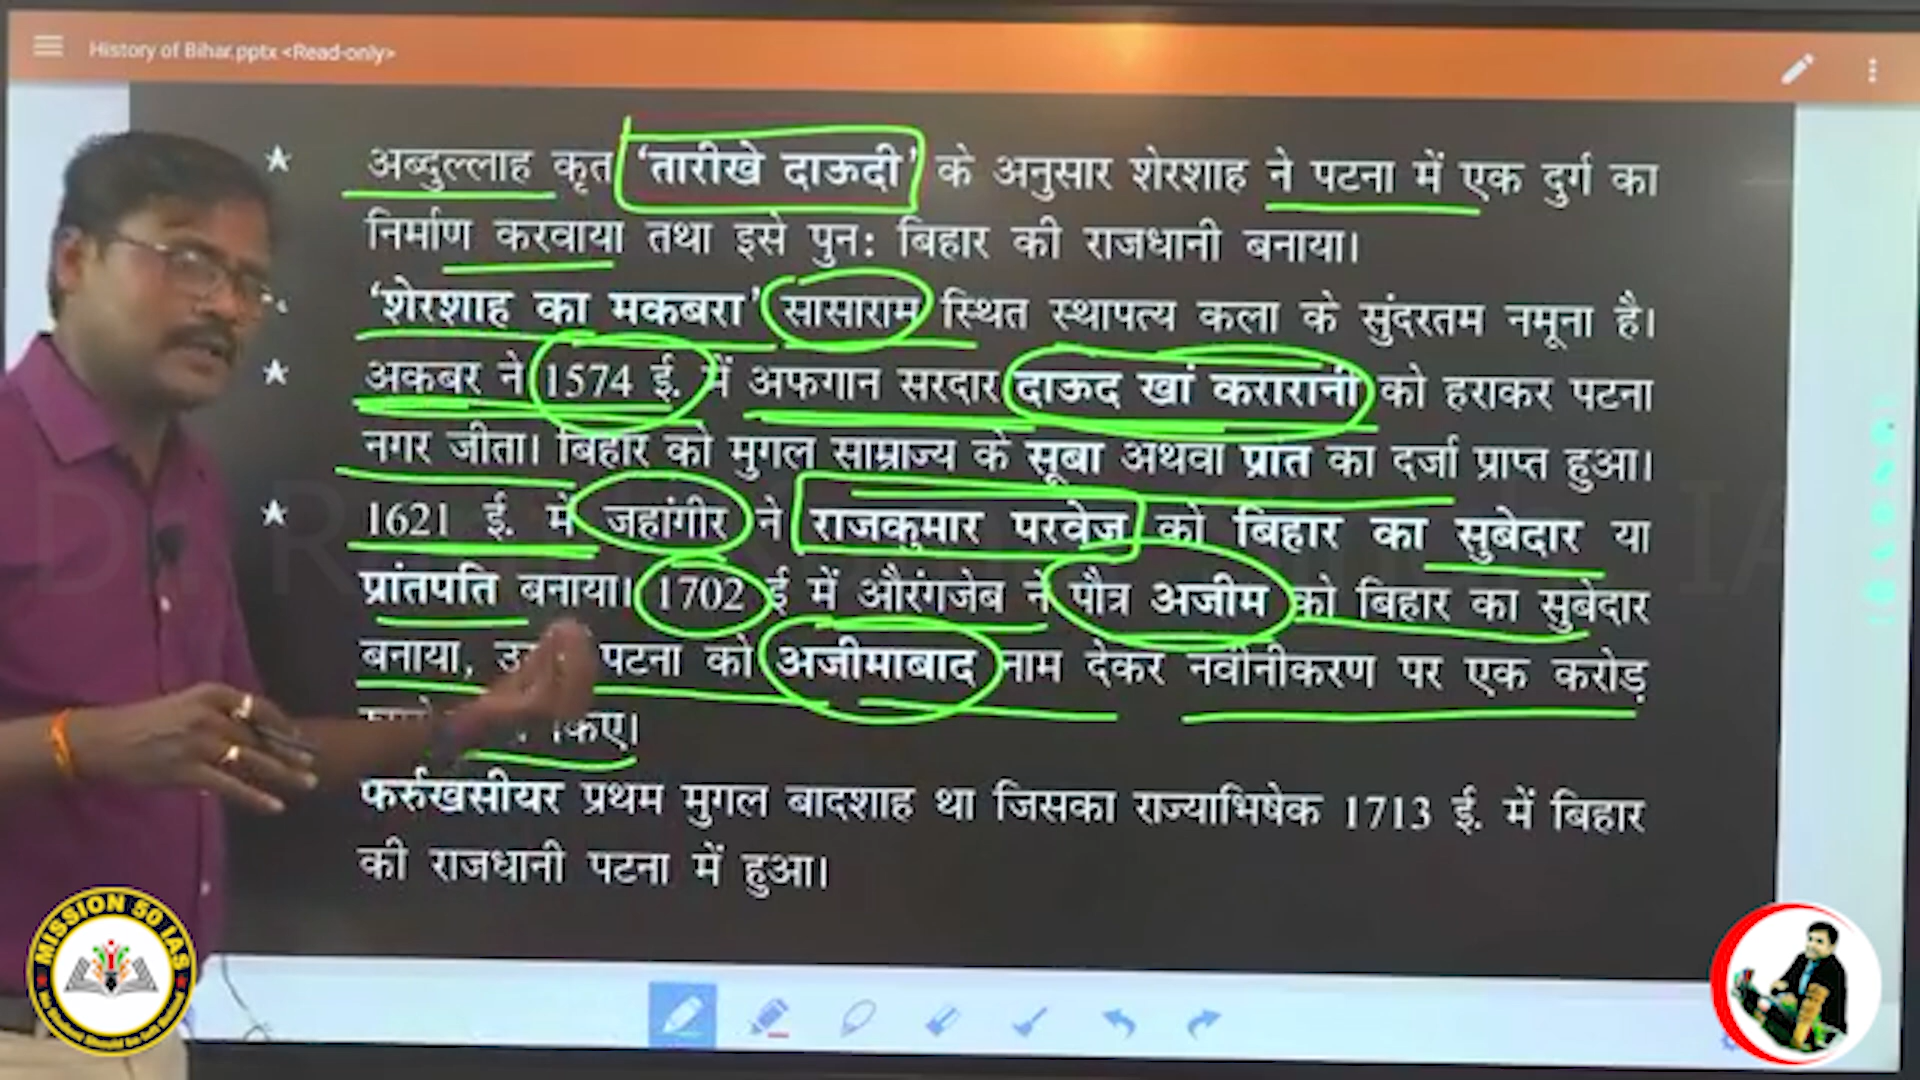 History of Bihar.pptx <Read-only>
★ अब्दुल्लाह कृत 'तारीखे दाऊदी' के अनुसार शेरशाह ने पटना में एक दुर्ग का
निर्माण करवाया तथा इसे पुनः बिहार की राजधानी बनाया।
'शेरशाह का मकबरा' सासाराम स्थित स्थापत्य कला के सुंदरतम नमूना है।
★ अकबर ने 1574 ई. में अफगान सरदार दाऊद खां करारानी को हराकर पटना
नगर जीता। बिहार को मुगल साम्राज्य के सूबा अथवा प्रांत का दर्जा प्राप्त हुआ।
★ 1621 ई. में जहांगीर ने राजकुमार परवेज को बिहार का सुबेदार या
प्रांतपति बनाया। 1702 ई में औरंगजेब ने पौत्र अजीम को बिहार का सुबेदार
बनाया, पटना को अजीमाबाद नाम देकर नवीनीकरण पर एक करोड़
किए।
फर्रुखसीयर प्रथम मुगल बादशाह था जिसका राज्याभिषेक 1713 ई. में बिहार
की राजधानी पटना में हुआ।
MISSION 50 IAS